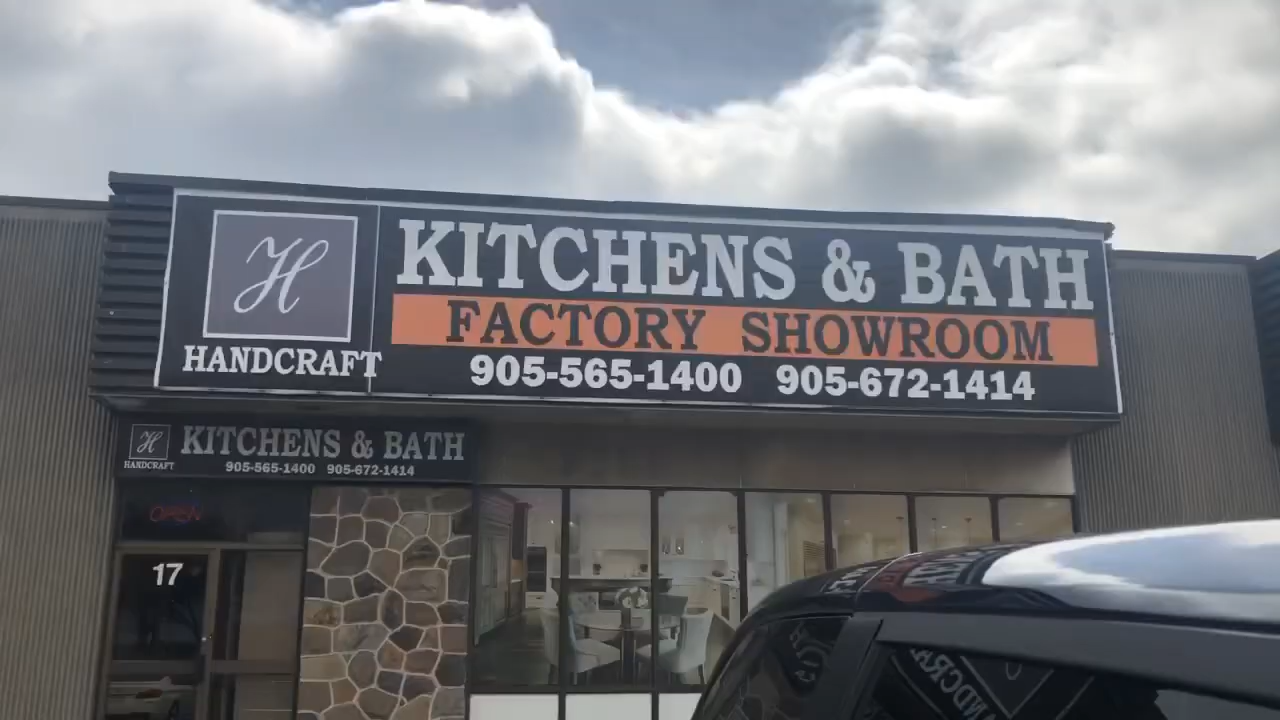 H
HANDCRAFT
KITCHENS & BATH
FACTORY SHOWROOM
905-565-1400 905-672-1414
H
HANDCRAFT
KITCHENS & BATH
905-565-1400 905-672-1414
OPEN
17